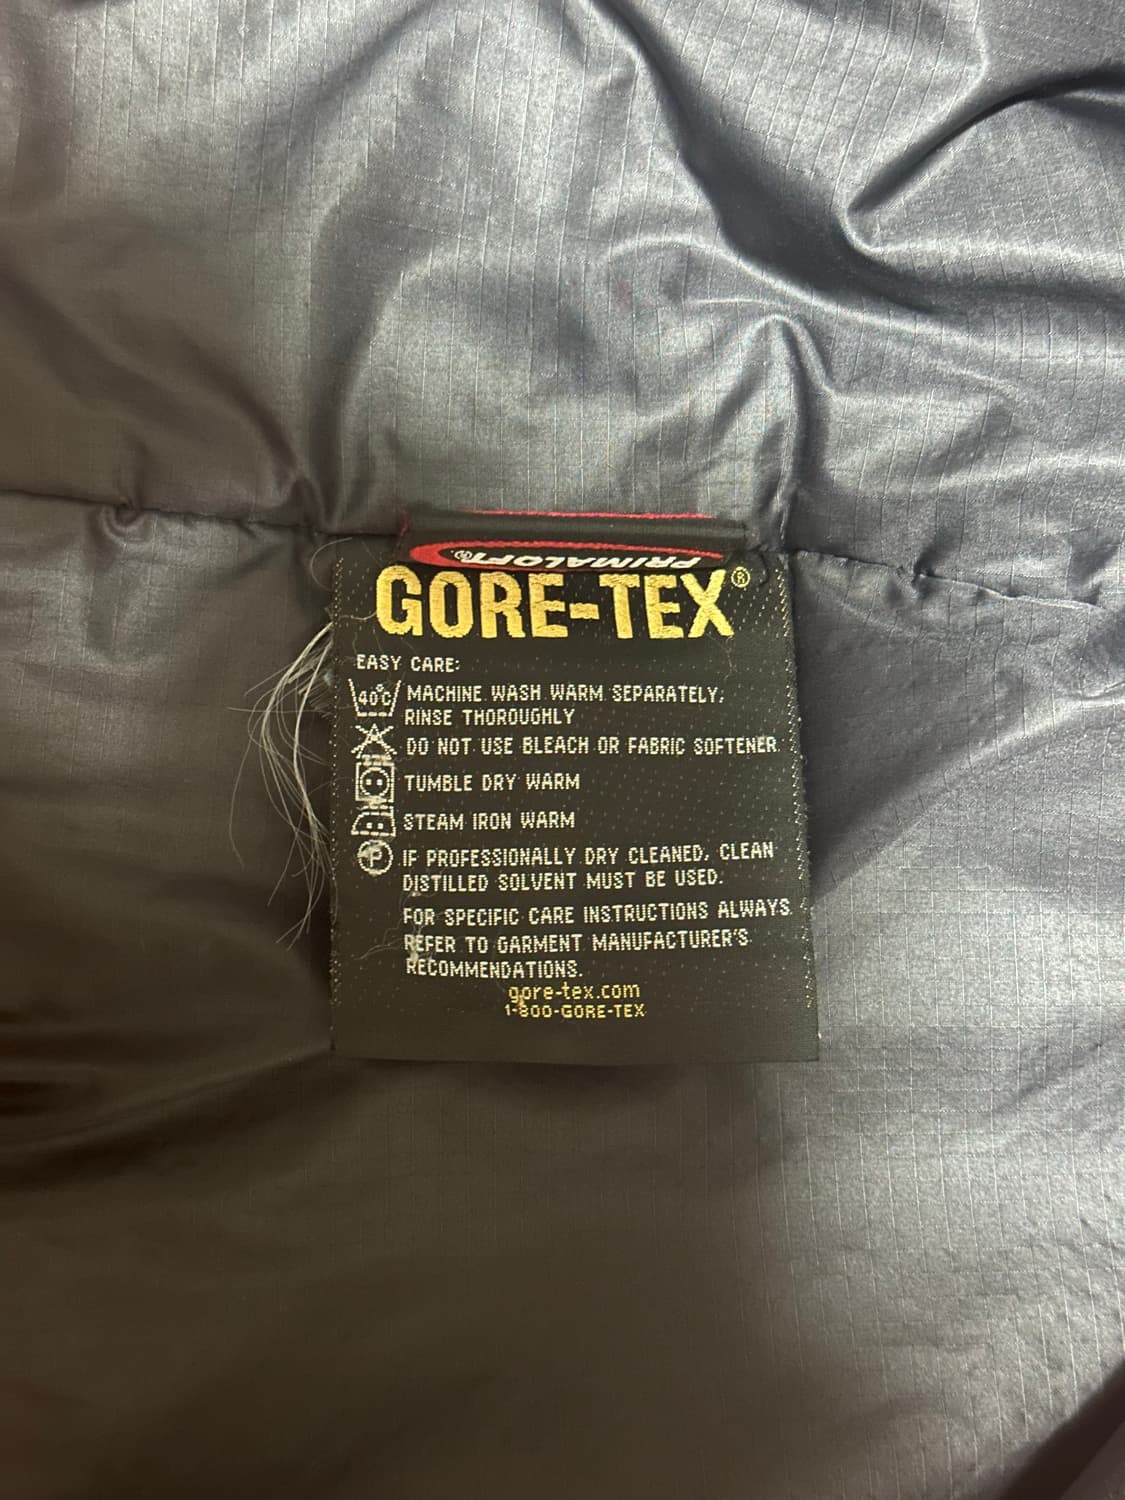 PRIMALOFT®
GORE-TEX®
EASY CARE:
40°C MACHINE WASH WARM SEPARATELY,
RINSE THOROUGHLY
DO NOT USE BLEACH OR FABRIC SOFTENER
TUMBLE DRY WARM
STEAM IRON WARM
P IF PROFESSIONALLY DRY CLEANED, CLEAN
DISTILLED SOLVENT MUST BE USED.
FOR SPECIFIC CARE INSTRUCTIONS ALWAYS
REFER TO GARMENT MANUFACTURER'S
RECOMMENDATIONS.
gore-tex.com
1-800-GORE-TEX